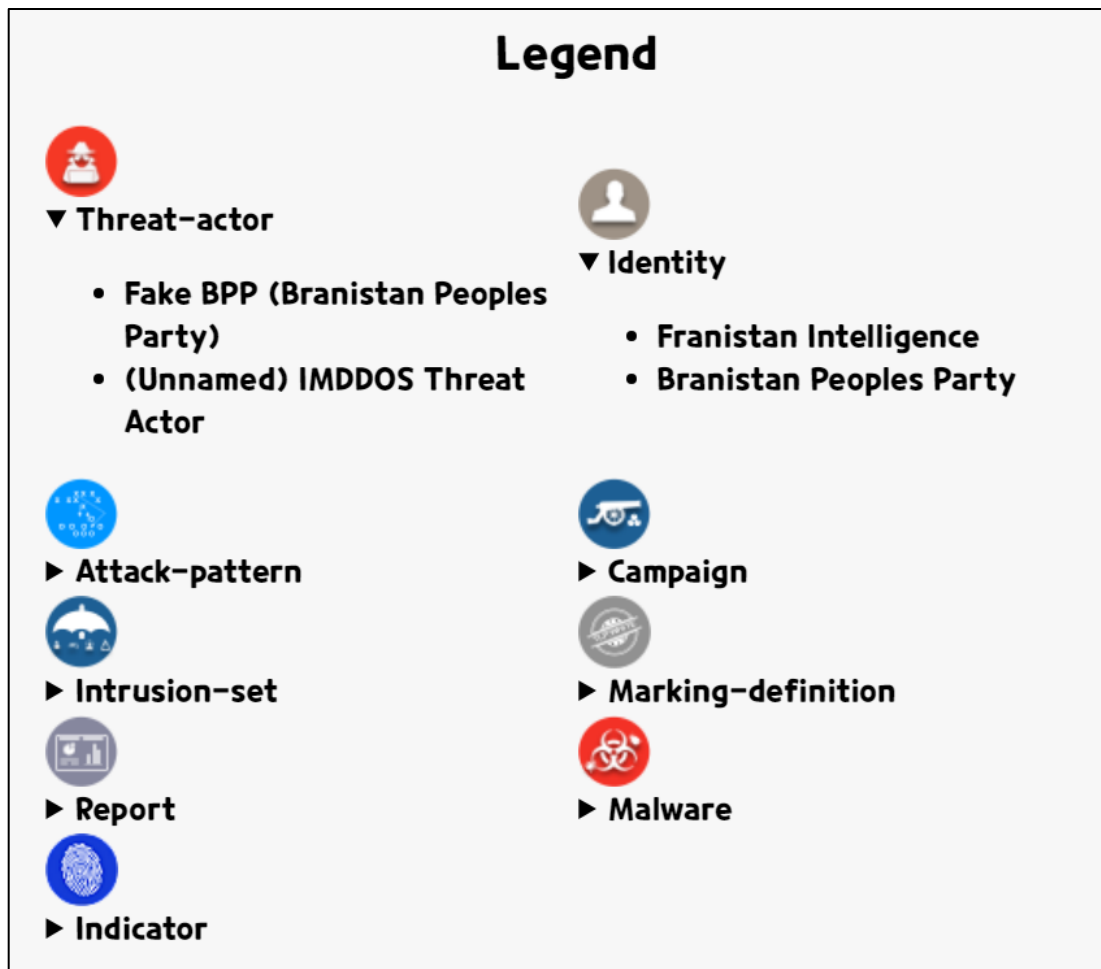 Legend
▼ Threat-actor
• Fake BPP (Branistan Peoples
Party)
• (Unnamed) IMDDOS Threat
Actor
▼ Identity
• Franistan Intelligence
• Branistan Peoples Party
▶ Attack-pattern
▶ Campaign
▶ Intrusion-set
▶ Marking-definition
▶ Report
▶ Malware
▶ Indicator